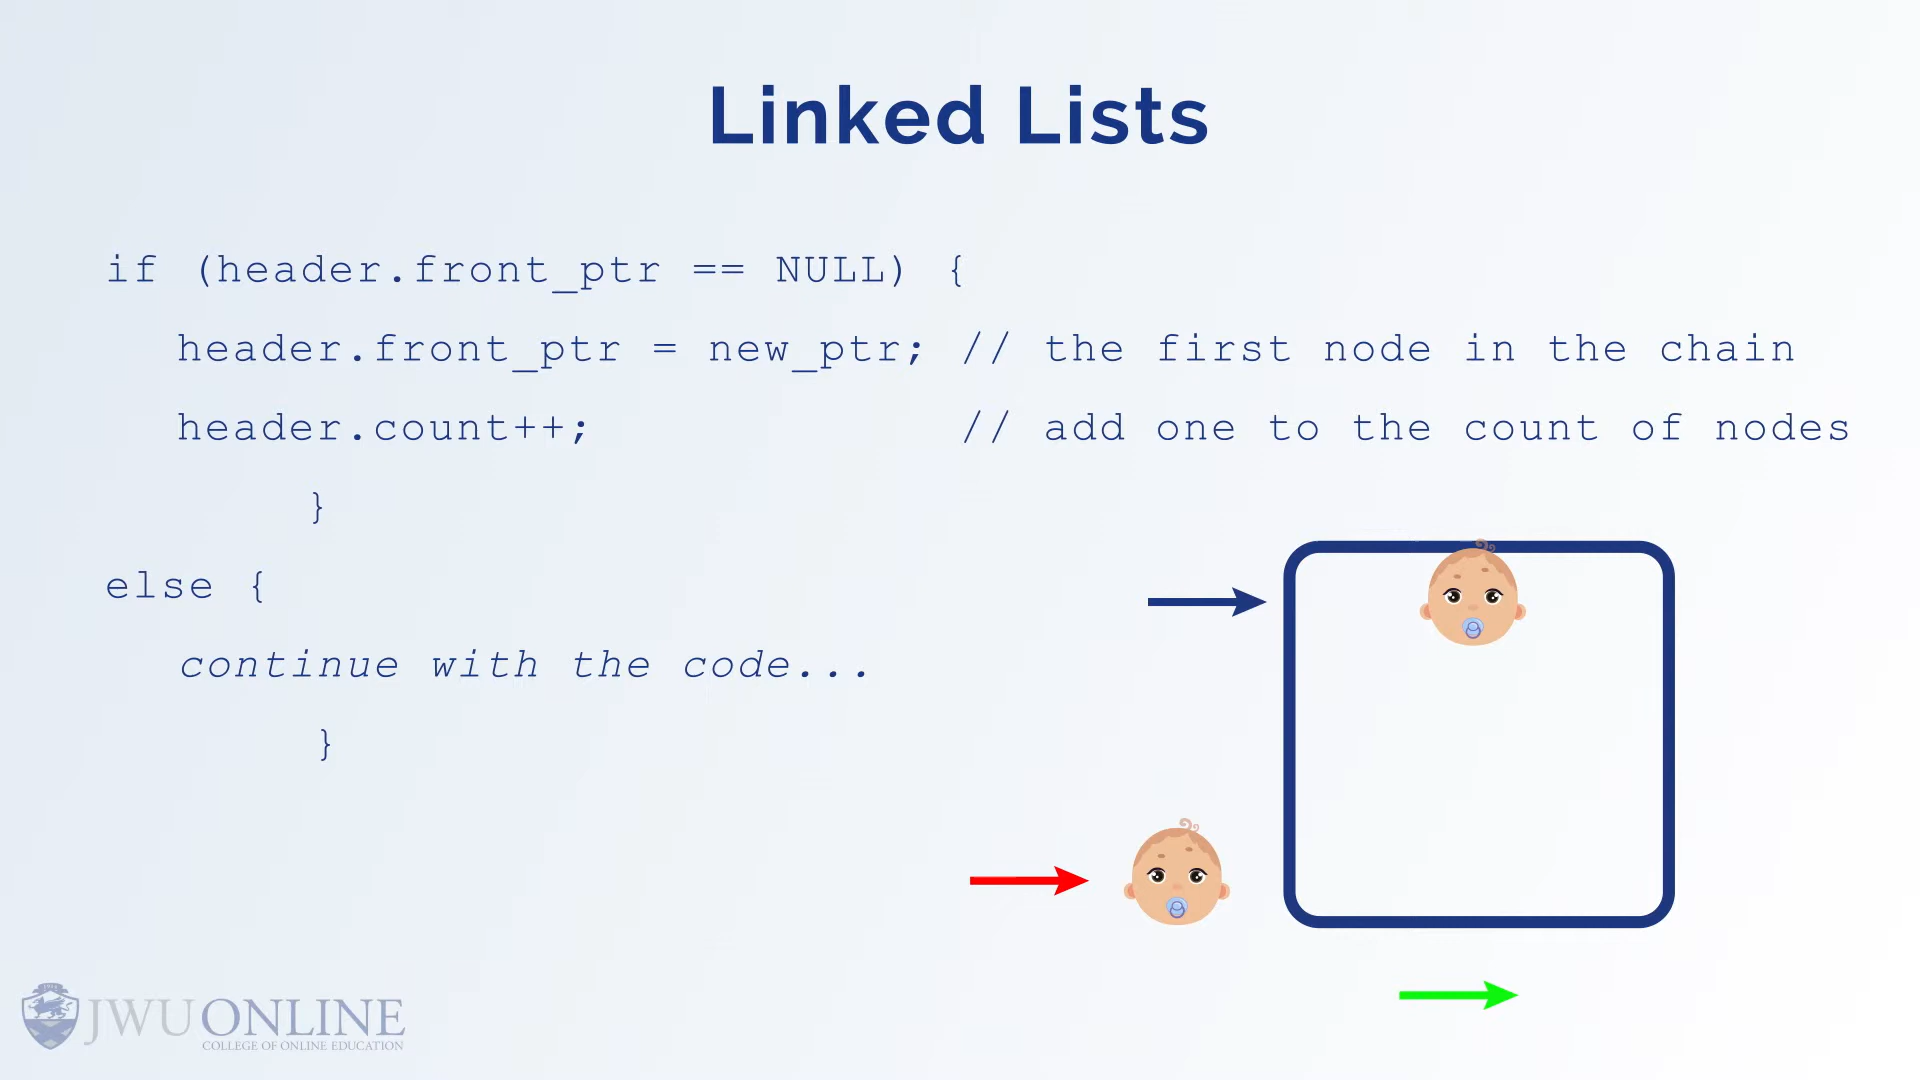 Linked Lists
if (header.front_ptr == NULL) {
header.front_ptr = new_ptr; // the first node in the chain
header.count++; // add one to the count of nodes
}
else {
continue with the code...
}
JWU ONLINE
COLLEGE OF ONLINE EDUCATION